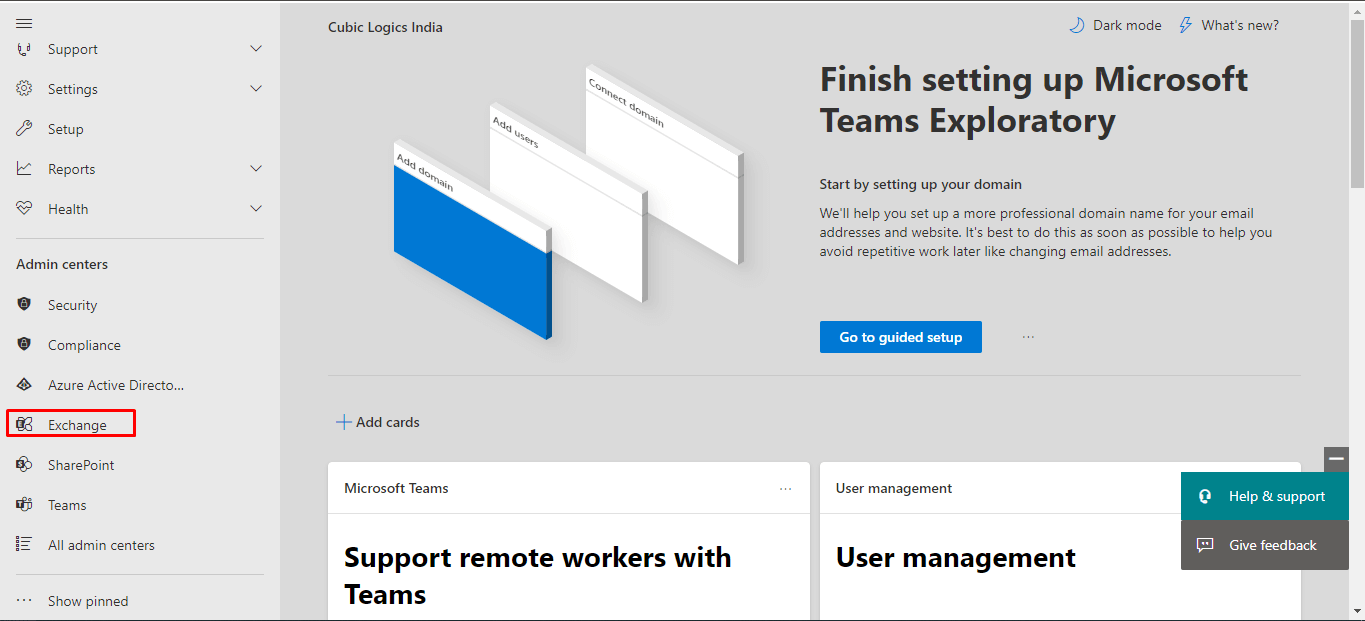 Support
Settings
Setup
Reports
Health
Admin centers
Security
Compliance
Azure Active Directo...
Exchange
SharePoint
Teams
All admin centers
Show pinned
Cubic Logics India
Dark mode
What's new?
Add domain
Add users
Connect domain
Finish setting up Microsoft
Teams Exploratory
Start by setting up your domain
We'll help you set up a more professional domain name for your email
addresses and website. It's best to do this as soon as possible to help you
avoid repetitive work later like changing email addresses.
Go to guided setup
Add cards
Microsoft Teams
Support remote workers with
Teams
User management
User management
Help & support
Give feedback